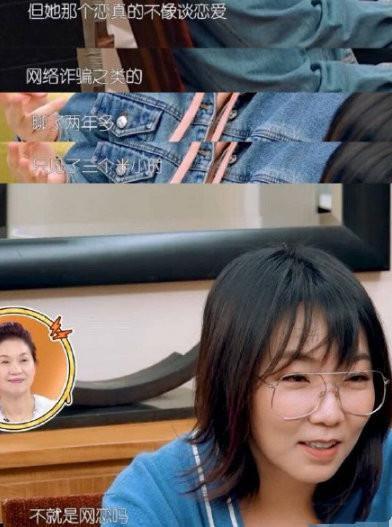 但她那个恋真的不像谈恋爱
网络诈骗之类的
聊了两年多
只见了三个半小时
不就是网恋吗